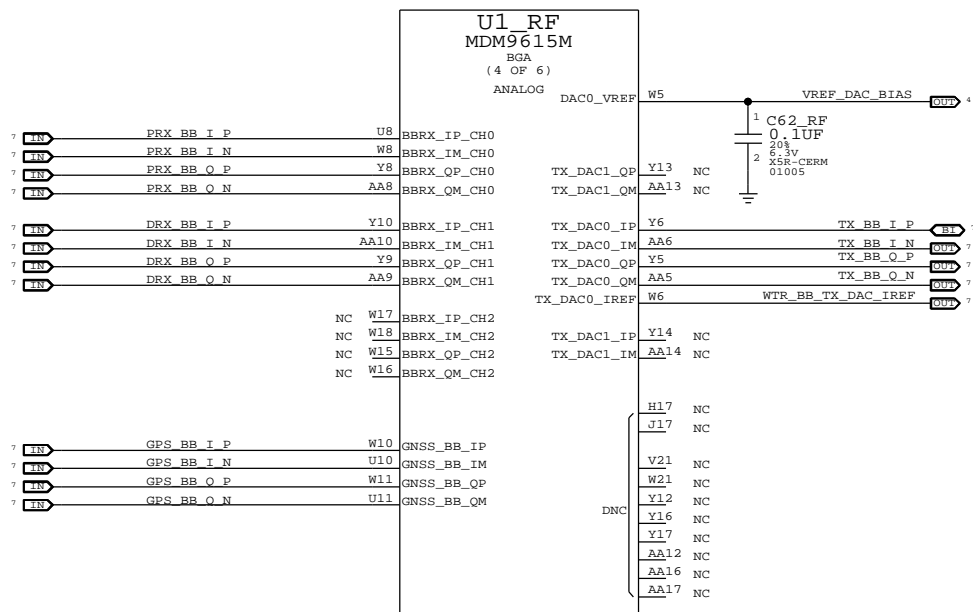 U1_RF
MDM9615M
BGA
(4 OF 6)
ANALOG
DAC0_VREF W5 VREF_DAC_BIAS OUT 4
1 C62_RF
0.1UF
20%
6.3V
2 X5R-CERM
01005
7 IN PRX_BB_I_P U8 BBRX_IP_CH0
7 IN PRX_BB_I_N W8 BBRX_IM_CH0
7 IN PRX_BB_Q_P Y8 BBRX_QP_CH0 TX_DAC1_QP Y13 NC
7 IN PRX_BB_Q_N AA8 BBRX_QM_CH0 TX_DAC1_QM AA13 NC
7 IN DRX_BB_I_P Y10 BBRX_IP_CH1 TX_DAC0_IP Y6 TX_BB_I_P BI
7 IN DRX_BB_I_N AA10 BBRX_IM_CH1 TX_DAC0_IM AA6 TX_BB_I_N OUT 7
7 IN DRX_BB_Q_P Y9 BBRX_QP_CH1 TX_DAC0_QP Y5 TX_BB_Q_P OUT 7
7 IN DRX_BB_Q_N AA9 BBRX_QM_CH1 TX_DAC0_QM AA5 TX_BB_Q_N OUT 7
TX_DAC0_IREF W6 WTR_BB_TX_DAC_IREF OUT 7
NC W17 BBRX_IP_CH2
NC W18 BBRX_IM_CH2 TX_DAC1_IP Y14 NC
NC W15 BBRX_QP_CH2 TX_DAC1_IM AA14 NC
NC W16 BBRX_QM_CH2
H17 NC
J17 NC
7 IN GPS_BB_I_P W10 GNSS_BB_IP
7 IN GPS_BB_I_N U10 GNSS_BB_IM V21 NC
7 IN GPS_BB_Q_P W11 GNSS_BB_QP W21 NC
7 IN GPS_BB_Q_N U11 GNSS_BB_QM Y12 NC
DNC
Y16 NC
Y17 NC
AA12 NC
AA16 NC
AA17 NC